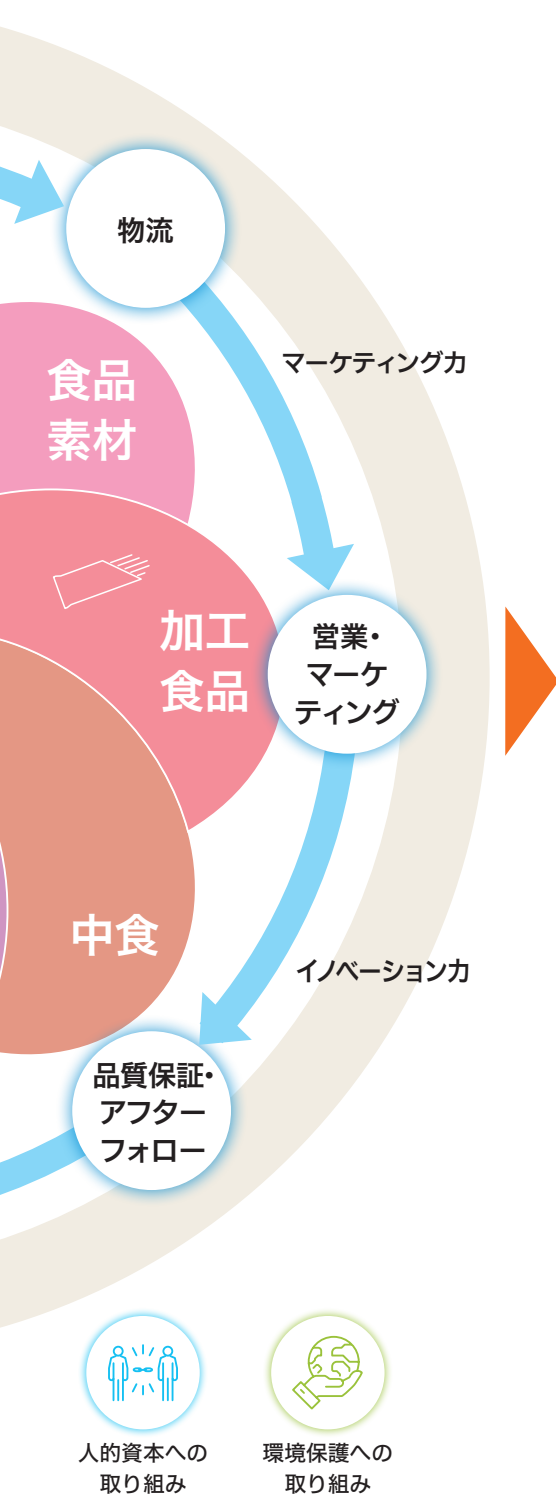 物流
マーケティング力
食品
素材
加工
食品
営業・
マーケ
ティング
中食
イノベーション力
品質保証・
アフター
フォロー
人的資本への
取り組み
環境保護への
取り組み